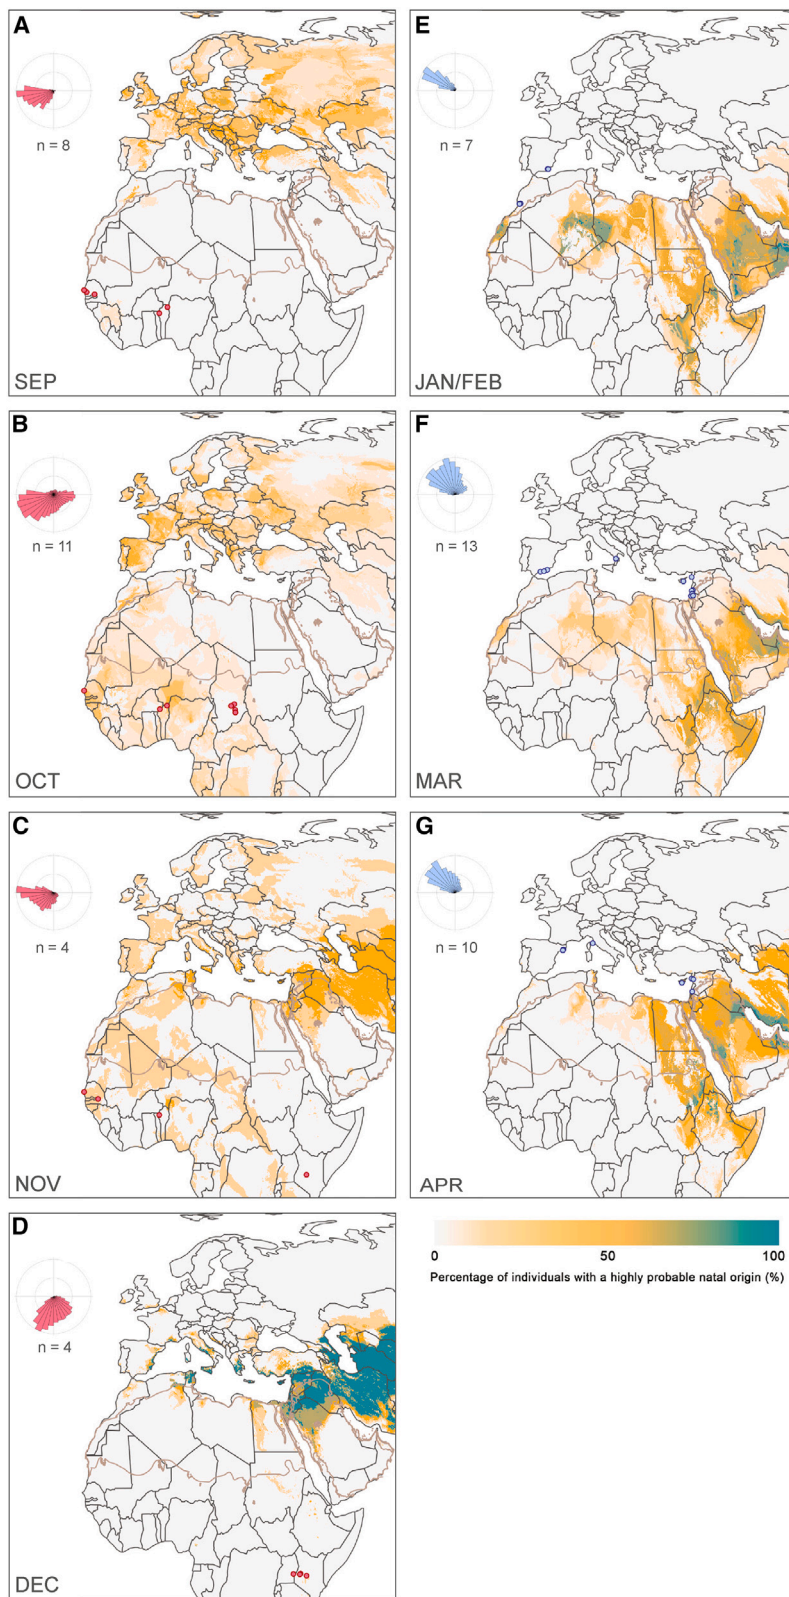 A
n = 8
SEP
B
n = 11
OCT
C
n = 4
NOV
D
n = 4
DEC
E
n = 7
JAN/FEB
F
n = 13
MAR
G
n = 10
APR
0 50 100
Percentage of individuals with a highly probable natal origin (%)